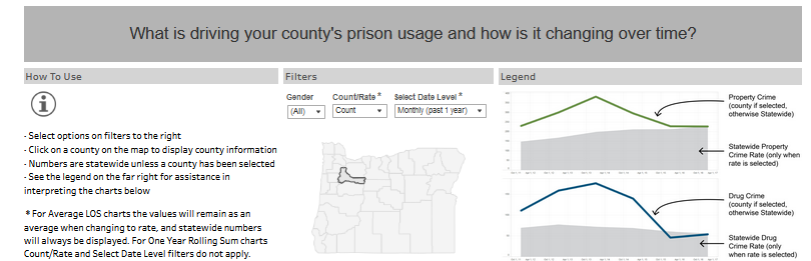 What is driving your county's prison usage and how is it changing over time?
How To Use
- Select options on filters to the right
- Click on a county on the map to display county information
- Numbers are statewide unless a county has been selected
- See the legend on the far right for assistance in
interpreting the charts below
* For Average LOS charts the values will remain as an
average when changing to rate, and statewide numbers
will always be displayed. For One Year Rolling Sum charts
Count/Rate and Select Date Level filters do not apply.
Filters
Gender
(All)
Count/Rate *
Count
Select Date Level *
Monthly (past 1 year)
Legend
Property Crime
(county if selected,
otherwise Statewide)
Statewide Property
Crime Rate (only when
rate is selected)
Drug Crime
(county if selected,
otherwise Statewide)
Statewide Drug
Crime Rate (only
when rate is selected)